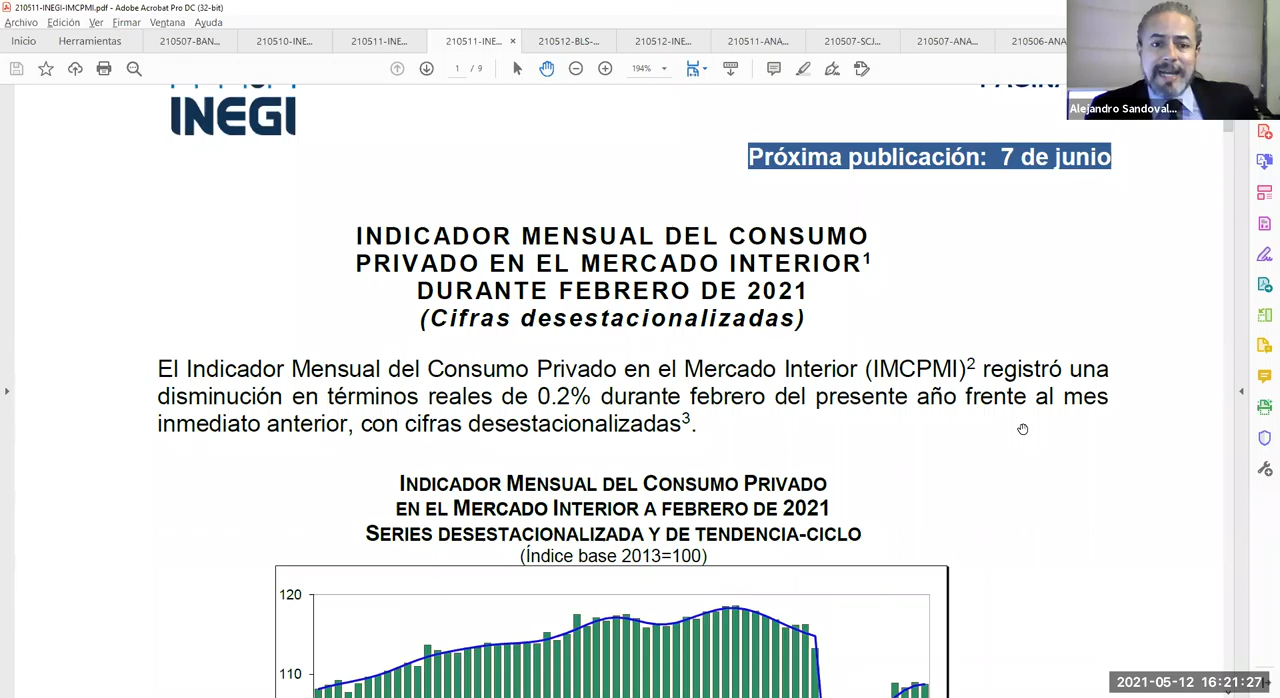 210511-INEGI-IMCPMI.pdf - Adobe Acrobat Pro DC (32-bit)
Archivo Edición Ver Firmar Ventana Ayuda
Inicio Herramientas 210507-BAN... 210510-INE... 210511-INE... 210511-INE... × 210512-BLS-... 210512-INE... 210511-ANA... 210507-SCJ... 210507-ANA... 210506-ANA
1 / 9 194%
INEGI
Próxima publicación: 7 de junio
Alejandro Sandoval...
INDICADOR MENSUAL DEL CONSUMO
PRIVADO EN EL MERCADO INTERIOR¹
DURANTE FEBRERO DE 2021
(Cifras desestacionalizadas)
El Indicador Mensual del Consumo Privado en el Mercado Interior (IMCPMI)² registró una
disminución en términos reales de 0.2% durante febrero del presente año frente al mes
inmediato anterior, con cifras desestacionalizadas³.
INDICADOR MENSUAL DEL CONSUMO PRIVADO
EN EL MERCADO INTERIOR A FEBRERO DE 2021
SERIES DESESTACIONALIZADA Y DE TENDENCIA-CICLO
(Índice base 2013=100)
120
110
2021-05-12 16:21:27